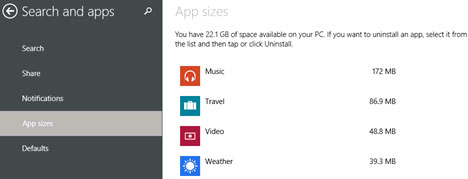 Search and apps
Search
Share
Notifications
App sizes
Defaults
App sizes
You have 22.1 GB of space available on your PC. If you want to uninstall an app, select it from
the list and then tap or click Uninstall.
Music 172 MB
Travel 86.9 MB
Video 48.8 MB
Weather 39.3 MB